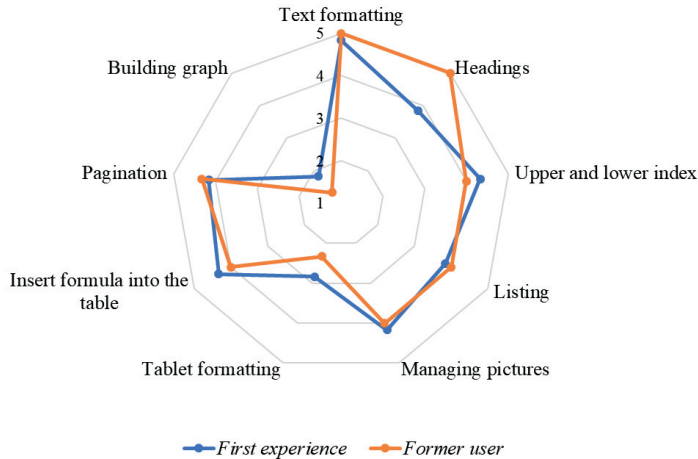 Text formatting
5
Building graph
Headings
4
3
Pagination
2
Upper and lower index
1
Insert formula into the
table
Listing
Tablet formatting
Managing pictures
First experience
Former user